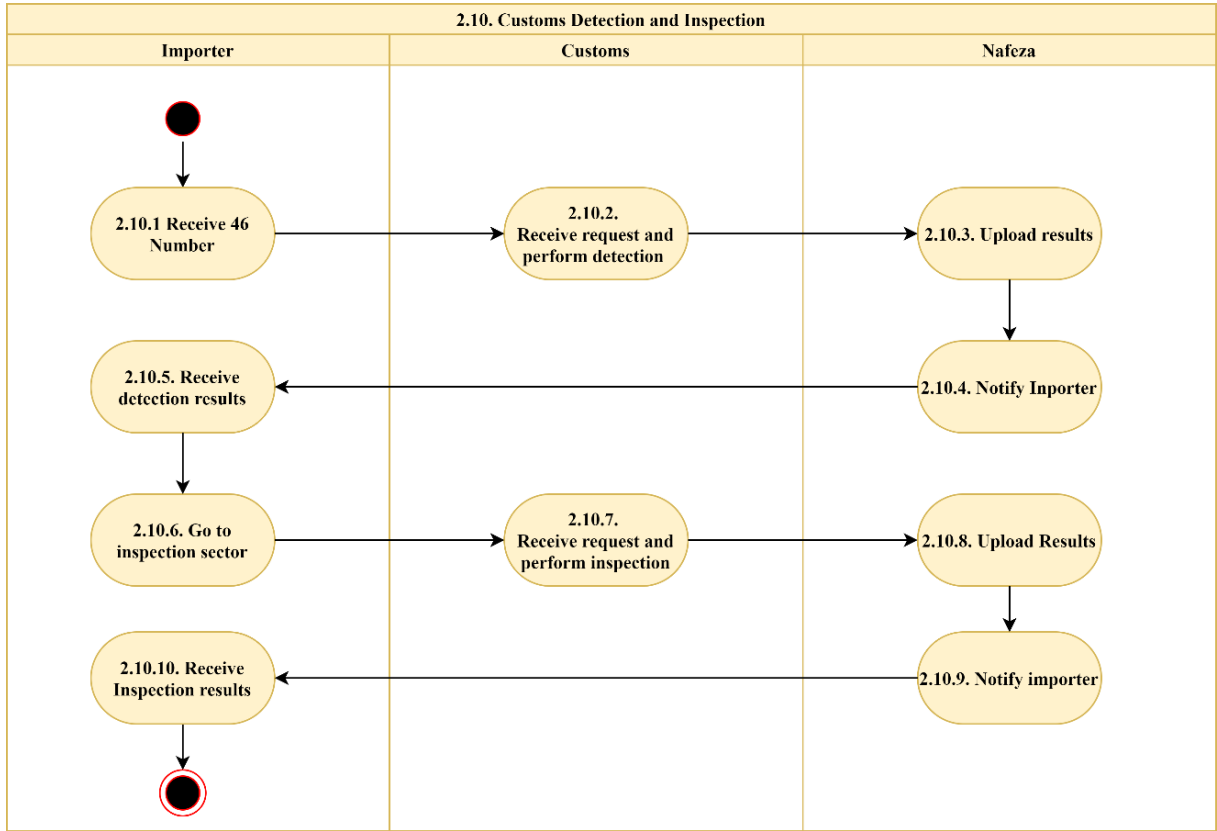 2.10. Customs Detection and Inspection
Importer
Customs
Nafeza
2.10.1 Receive 46
Number
2.10.2.
Receive request and
perform detection
2.10.3. Upload results
2.10.5. Receive
detection results
2.10.4. Notify Inporter
2.10.6. Go to
inspection sector
2.10.7.
Receive request and
perform inspection
2.10.8. Upload Results
2.10.10. Receive
Inspection results
2.10.9. Notify importer